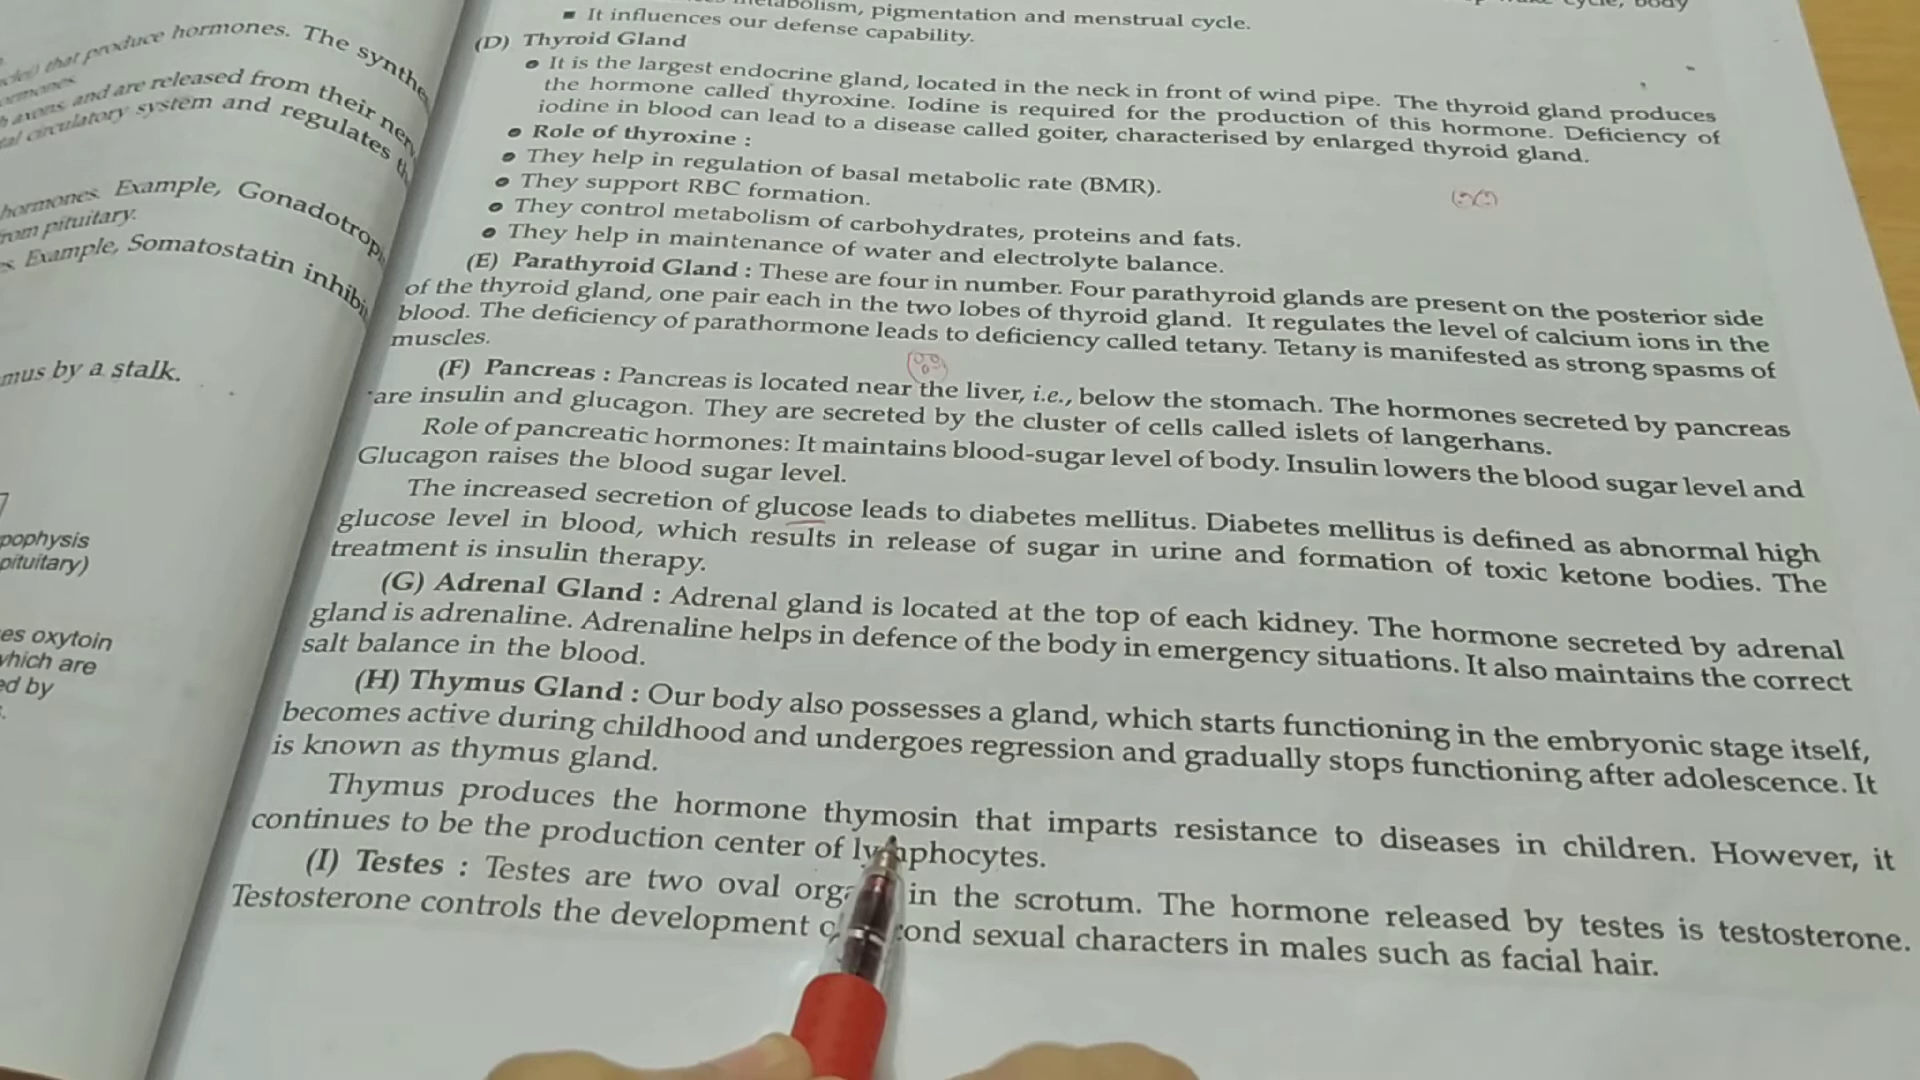 cycle, body
metabolism, pigmentation and menstrual cycle.
■ It influences our defense capability.
(D) Thyroid Gland
● It is the largest endocrine gland, located in the neck in front of wind pipe. The thyroid gland produces
the hormone called thyroxine. Iodine is required for the production of this hormone. Deficiency of
iodine in blood can lead to a disease called goiter, characterised by enlarged thyroid gland.
● Role of thyroxine :
● They help in regulation of basal metabolic rate (BMR).
● They support RBC formation.
● They control metabolism of carbohydrates, proteins and fats.
● They help in maintenance of water and electrolyte balance.
(E) Parathyroid Gland : These are four in number. Four parathyroid glands are present on the posterior side
of the thyroid gland, one pair each in the two lobes of thyroid gland. It regulates the level of calcium ions in the
blood. The deficiency of parathormone leads to deficiency called tetany. Tetany is manifested as strong spasms of
muscles.
(F) Pancreas : Pancreas is located near the liver, i.e., below the stomach. The hormones secreted by pancreas
are insulin and glucagon. They are secreted by the cluster of cells called islets of langerhans.
Role of pancreatic hormones: It maintains blood-sugar level of body. Insulin lowers the blood sugar level and
Glucagon raises the blood sugar level.
The increased secretion of glucose leads to diabetes mellitus. Diabetes mellitus is defined as abnormal high
glucose level in blood, which results in release of sugar in urine and formation of toxic ketone bodies. The
treatment is insulin therapy.
(G) Adrenal Gland : Adrenal gland is located at the top of each kidney. The hormone secreted by adrenal
gland is adrenaline. Adrenaline helps in defence of the body in emergency situations. It also maintains the correct
salt balance in the blood.
(H) Thymus Gland : Our body also possesses a gland, which starts functioning in the embryonic stage itself,
becomes active during childhood and undergoes regression and gradually stops functioning after adolescence. It
is known as thymus gland.
Thymus produces the hormone thymosin that imparts resistance to diseases in children. However, it
continues to be the production center of lymphocytes.
(I) Testes : Testes are two oval in the scrotum. The hormone released by testes is testosterone.
Testosterone controls the development sexual characters in males such as facial hair.
that produce hormones. The
axons, and are released from their
circulatory system and regulates
hormones. Example,
from pituitary.
Example, Somatostatin
by a stalk.
pituitary)
oxytoin
which are
by